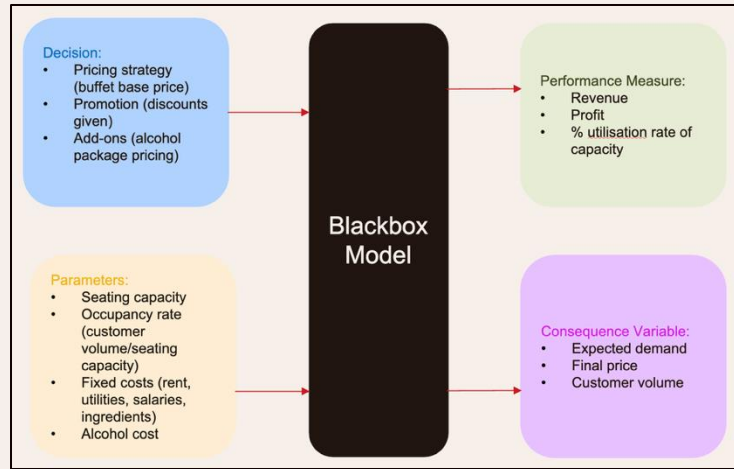 Decision:
• Pricing strategy
(buffet base price)
• Promotion (discounts
given)
• Add-ons (alcohol
package pricing)
Parameters:
• Seating capacity
• Occupancy rate
(customer
volume/seating
capacity)
• Fixed costs (rent,
utilities, salaries,
ingredients)
• Alcohol cost
Blackbox
Model
Performance Measure:
• Revenue
• Profit
• % utilisation rate of
capacity
Consequence Variable:
• Expected demand
• Final price
• Customer volume